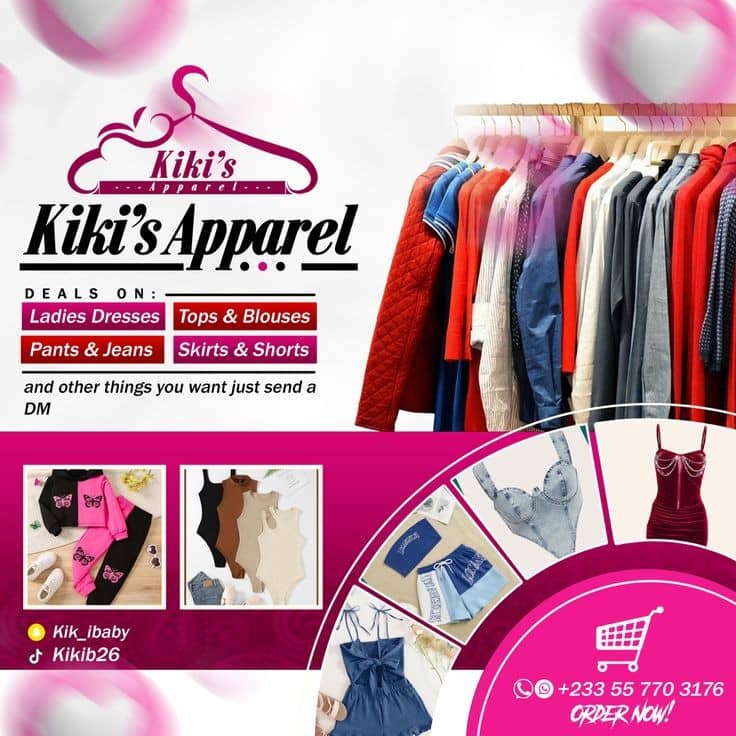 Kiki's
Apparel
Kiki's Apparel
DEALS ON:
Ladies Dresses
Tops & Blouses
Pants & Jeans
Skirts & Shorts
and other things you want just send a
DM
Kik_ibaby
Kikib26
+233 55 770 3176
ORDER NOW!